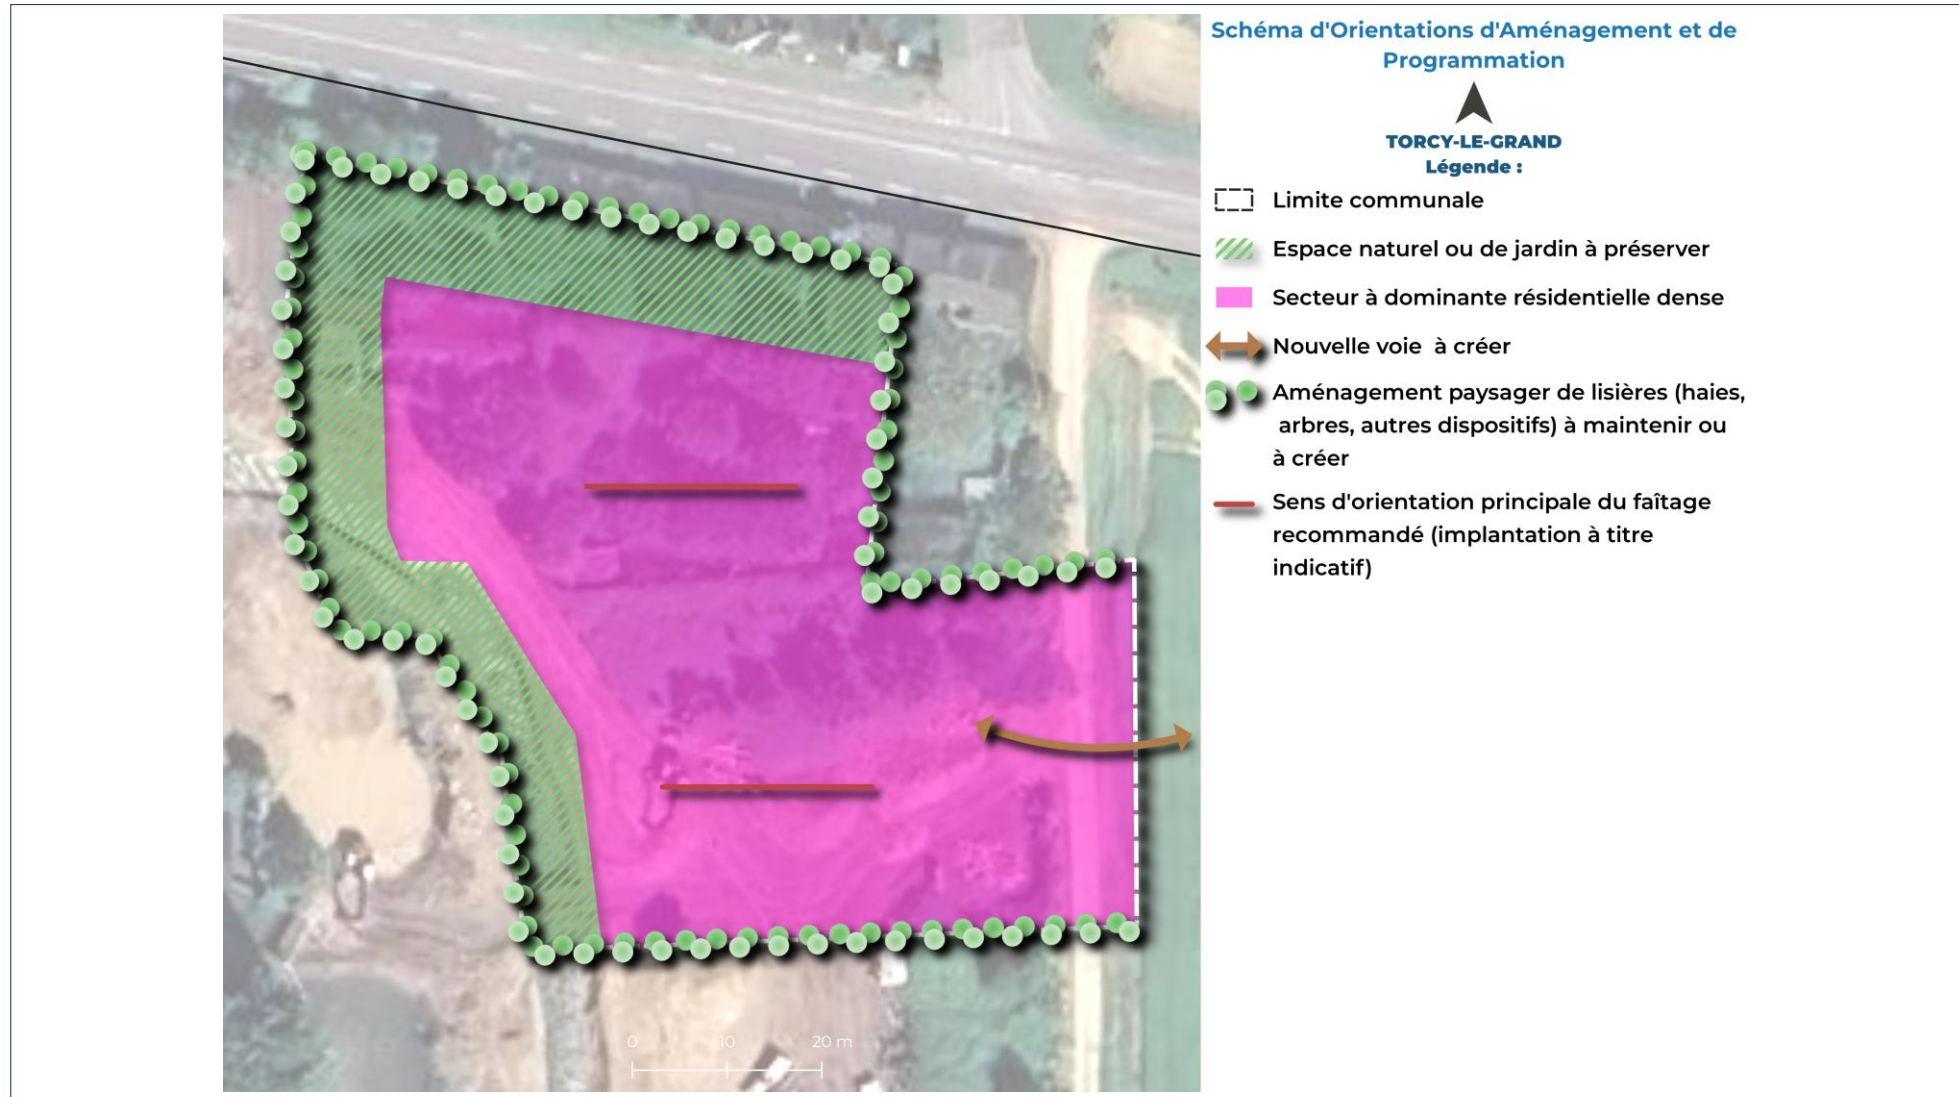 Schéma d'Orientations d'Aménagement et de
Programmation
TORCY-LE-GRAND
Légende :
Limite communale
Espace naturel ou de jardin à préserver
Secteur à dominante résidentielle dense
Nouvelle voie à créer
Aménagement paysager de lisières (haies,
arbres, autres dispositifs) à maintenir ou
à créer
Sens d'orientation principale du faîtage
recommandé (implantation à titre
indicatif)
0 10 20 m